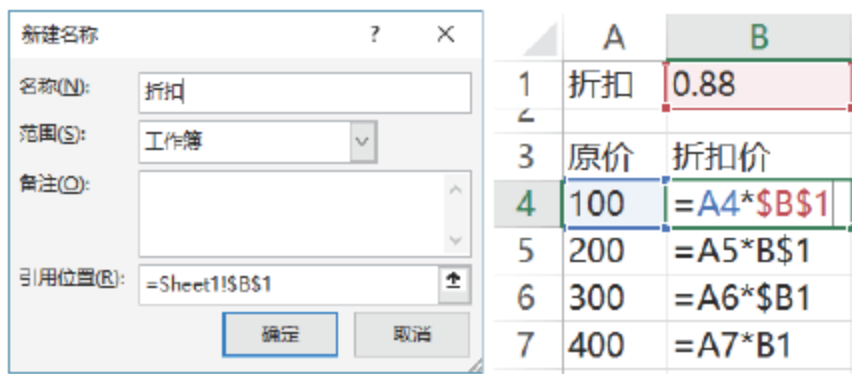 新建名称 ? ×
名称(N): 折扣
范围(S): 工作簿
备注(O):
引用位置(R): =Sheet1!$B$1
确定 取消
A B
1 折扣 0.88
2
3 原价 折扣价
4 100 =A4*$B$1
5 200 =A5*B$1
6 300 =A6*$B1
7 400 =A7*B1